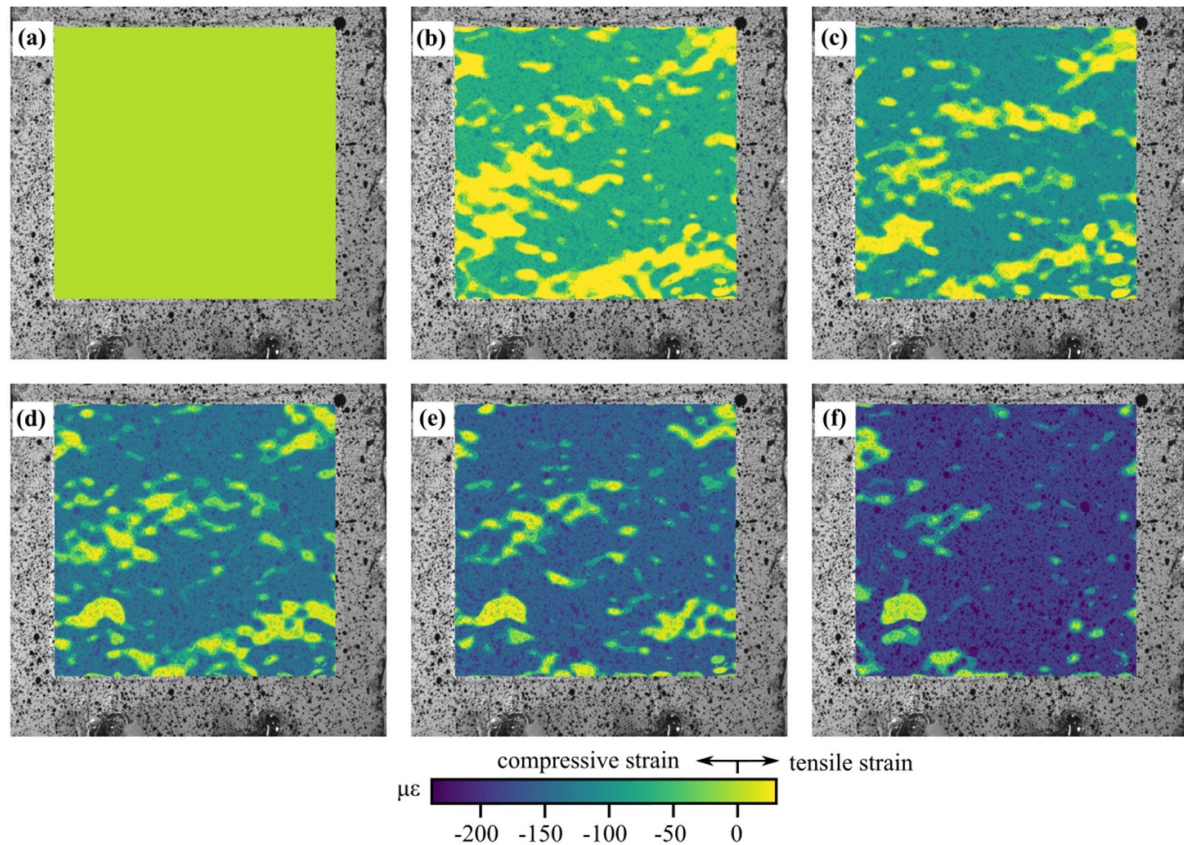 (a)
(b)
(c)
(d)
(e)
(f)
compressive strain
tensile strain
με
-200
-150
-100
-50
0